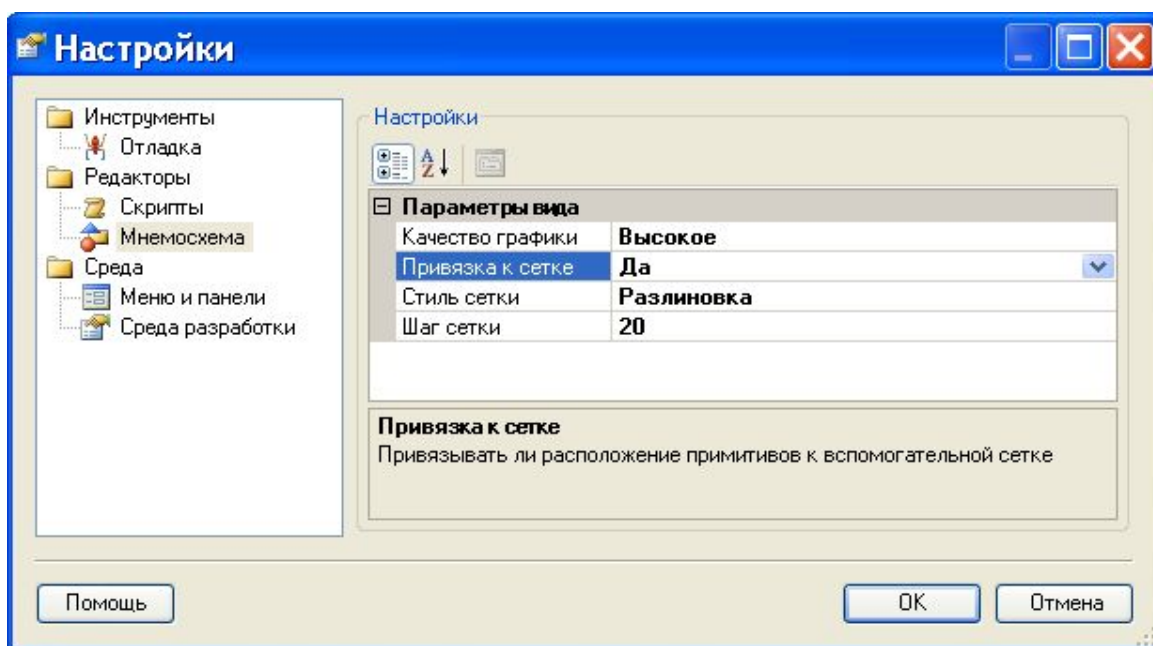 Настройки
Инструменты
Отладка
Редакторы
Скрипты
Мнемосхема
Среда
Меню и панели
Среда разработки
Настройки
Параметры вида
Качество графики Высокое
Привязка к сетке Да
Стиль сетки Разлиновка
Шаг сетки 20
Привязка к сетке
Привязывать ли расположение примитивов к вспомогательной сетке
Помощь OK Отмена